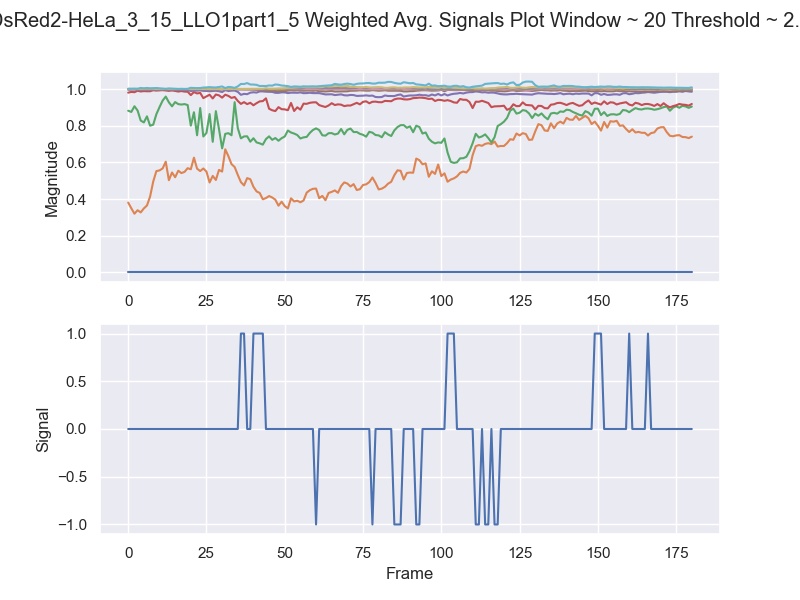 DsRed2-HeLa_3_15_LLO1part1_5 Weighted Avg. Signals Plot Window ~ 20 Threshold ~ 2.
1.0
0.8
0.6
0.4
0.2
0.0
Magnitude
0 25 50 75 100 125 150 175
1.0
0.5
0.0
−0.5
−1.0
Signal
0 25 50 75 100 125 150 175
Frame